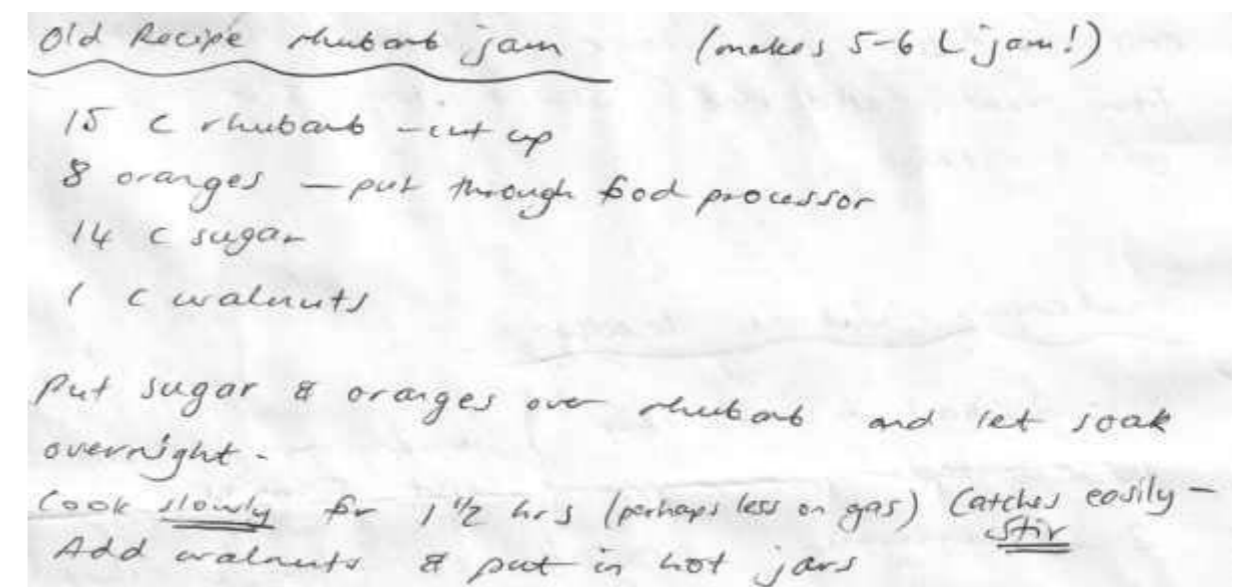 Old Recipe rhubarb jam (makes 5-6 L jam!)
15 c rhubarb - cut up
8 oranges - put through food processor
14 c sugar
1 c walnuts
Put sugar & oranges over rhubarb and let soak
overnight.
Cook slowly for 1 1/2 hrs (perhaps less on gas) Catches easily -
stir
Add walnuts & put in hot jars